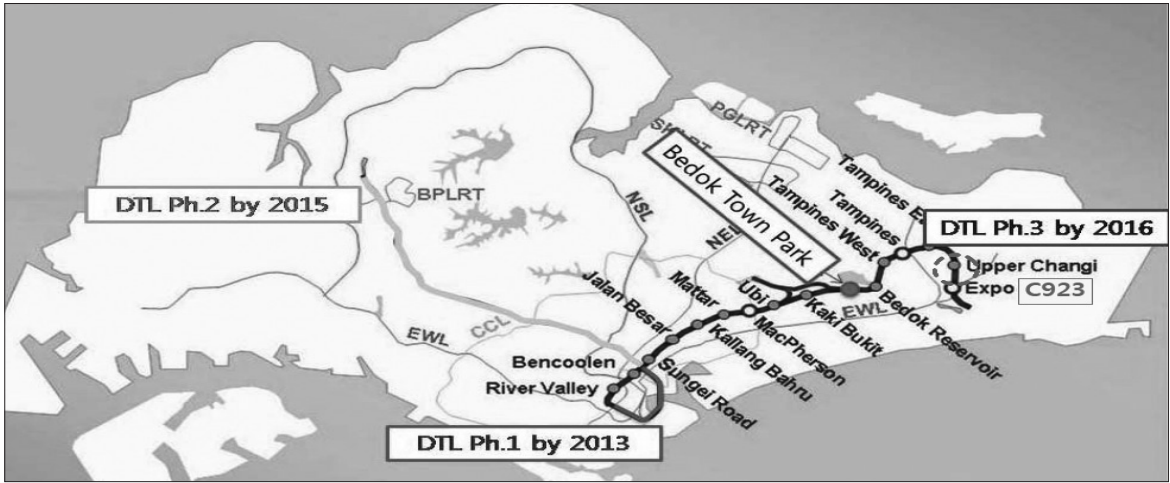 PGLRT
Bedok Town Park
Tampines
Tampines West
DTL Ph.2 by 2015
BPLRT
NSL
DTL Ph.3 by 2016
Upper Changi
Expo
C923
Jalan Besar
Mattar
Ubi
EWL
CCL
EWL
Kaki Bukit
Bedok Reservoir
MacPherson
Kallang Bahru
Sungei Road
Bencoolen
River Valley
DTL Ph.1 by 2013